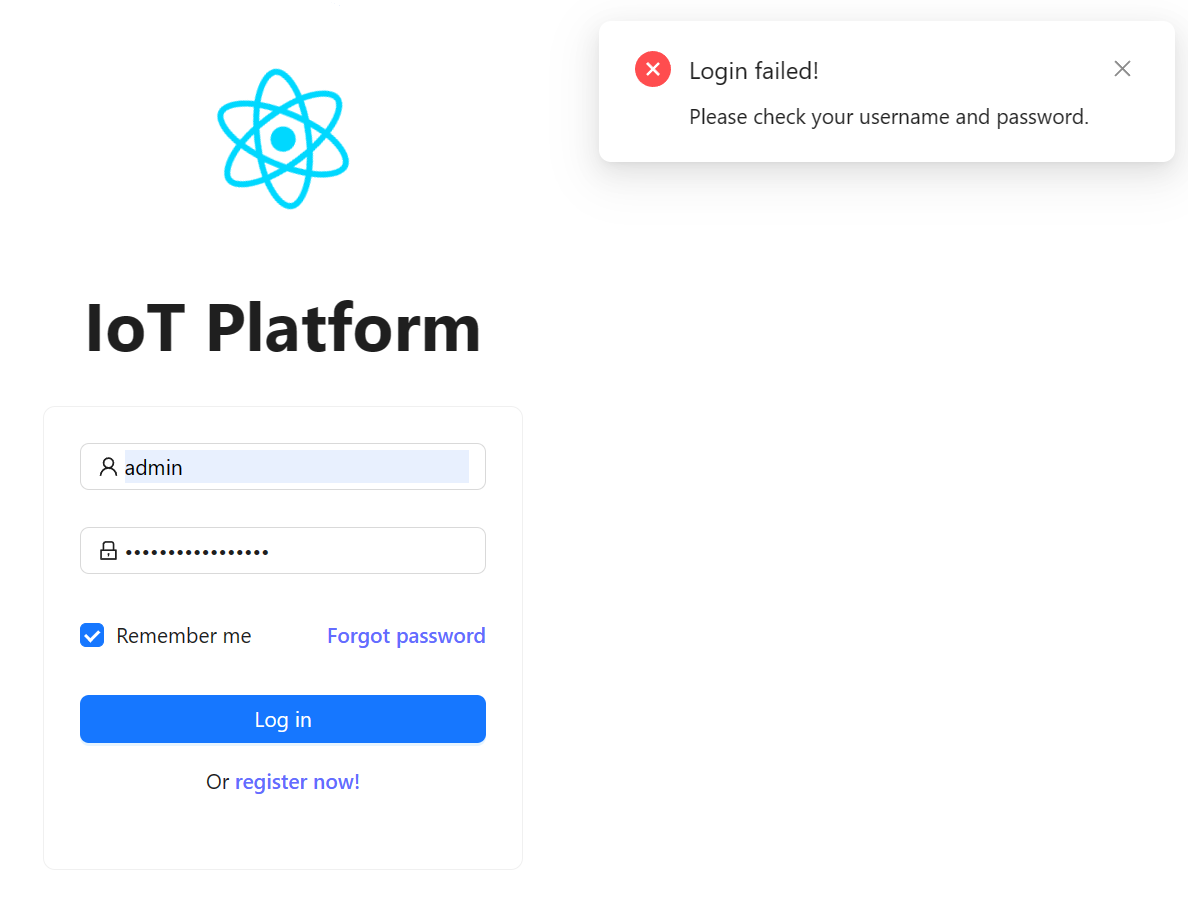 Login failed!
Please check your username and password.
IoT Platform
admin
•••••••••••••••••
Remember me
Forgot password
Log in
Or register now!